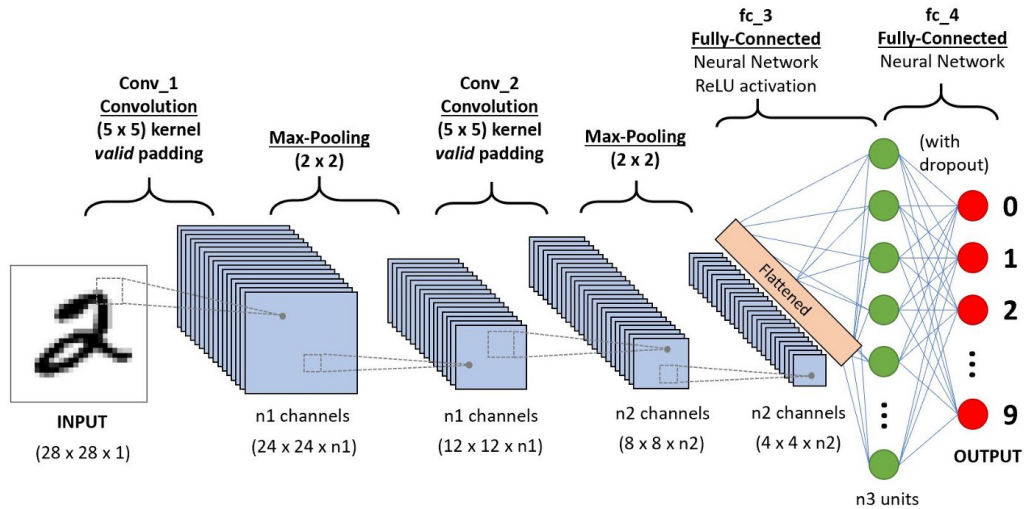 Conv_1
Convolution
(5 x 5) kernel
valid padding
Max-Pooling
(2 x 2)
Conv_2
Convolution
(5 x 5) kernel
valid padding
Max-Pooling
(2 x 2)
fc_3
Fully-Connected
Neural Network
ReLU activation
fc_4
Fully-Connected
Neural Network
(with
dropout)
2
INPUT
(28 x 28 x 1)
n1 channels
(24 x 24 x n1)
n1 channels
(12 x 12 x n1)
n2 channels
(8 x 8 x n2)
n2 channels
(4 x 4 x n2)
Flattened
n3 units
0
1
2
9
OUTPUT